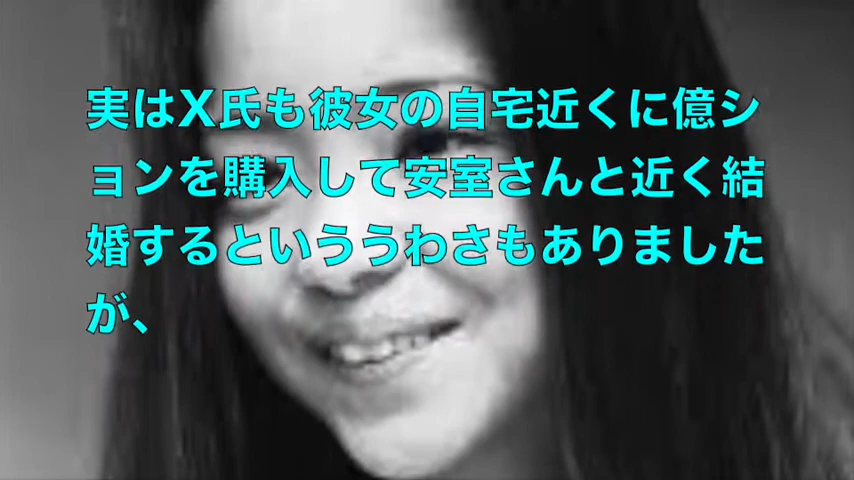 実はX氏も彼女の自宅近くに億シ
ョンを購入して安室さんと近く結
婚するといううわさもありました
が、